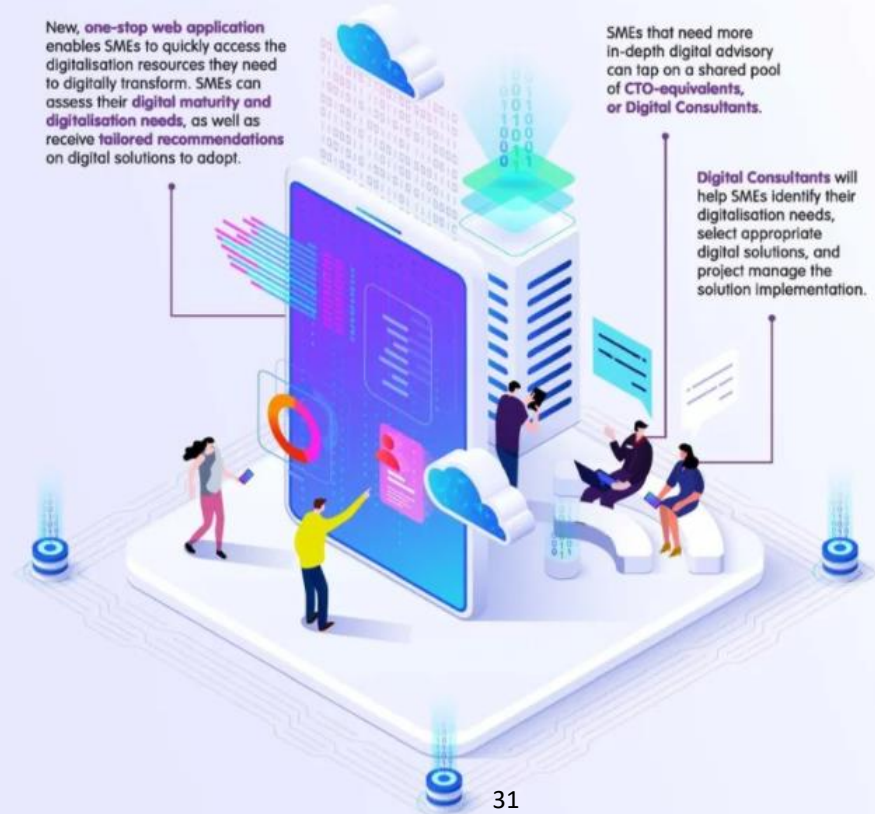 New, one-stop web application
enables SMEs to quickly access the
digitalisation resources they need
to digitally transform. SMEs can
assess their digital maturity and
digitalisation needs, as well as
receive tailored recommendations
on digital solutions to adopt.
SMEs that need more
in-depth digital advisory
can tap on a shared pool
of CTO-equivalents,
or Digital Consultants.
Digital Consultants will
help SMEs identify their
digitalisation needs,
select appropriate
digital solutions, and
project manage the
solution implementation.
31